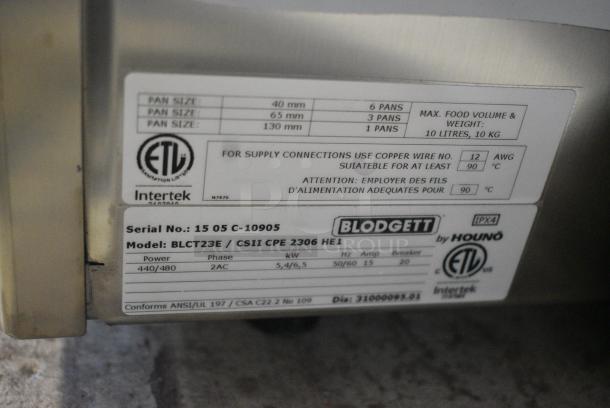 PAN SIZE: 40 mm 6 PANS
PAN SIZE: 65 mm 3 PANS
PAN SIZE: 130 mm 1 PANS
MAX. FOOD VOLUME &
WEIGHT:
10 LITRES, 10 KG
ETL
Intertek
FOR SUPPLY CONNECTIONS USE COPPER WIRE NO. 12 AWG
SUIATEBLE FOR AT LEAST 90 °C
ATTENTION: EMPLOYER DES FILS
D'ALIMENTATION ADEQUATES POUR 90 °C
Serial No.: 15 05 C-10905
Model: BLCT23E / CSII CPE 2306 HE1
BLODGETT
IPX4
by HOUNÖ
Power Phase kW Hz Amp Breaker
440/480 2AC 5,4/6,5 50/60 15 20
C ETL US
Intertek
Conforms ANSI/UL 197 / CSA C22 2 No 109
Dia: 31000095.01
GROUP